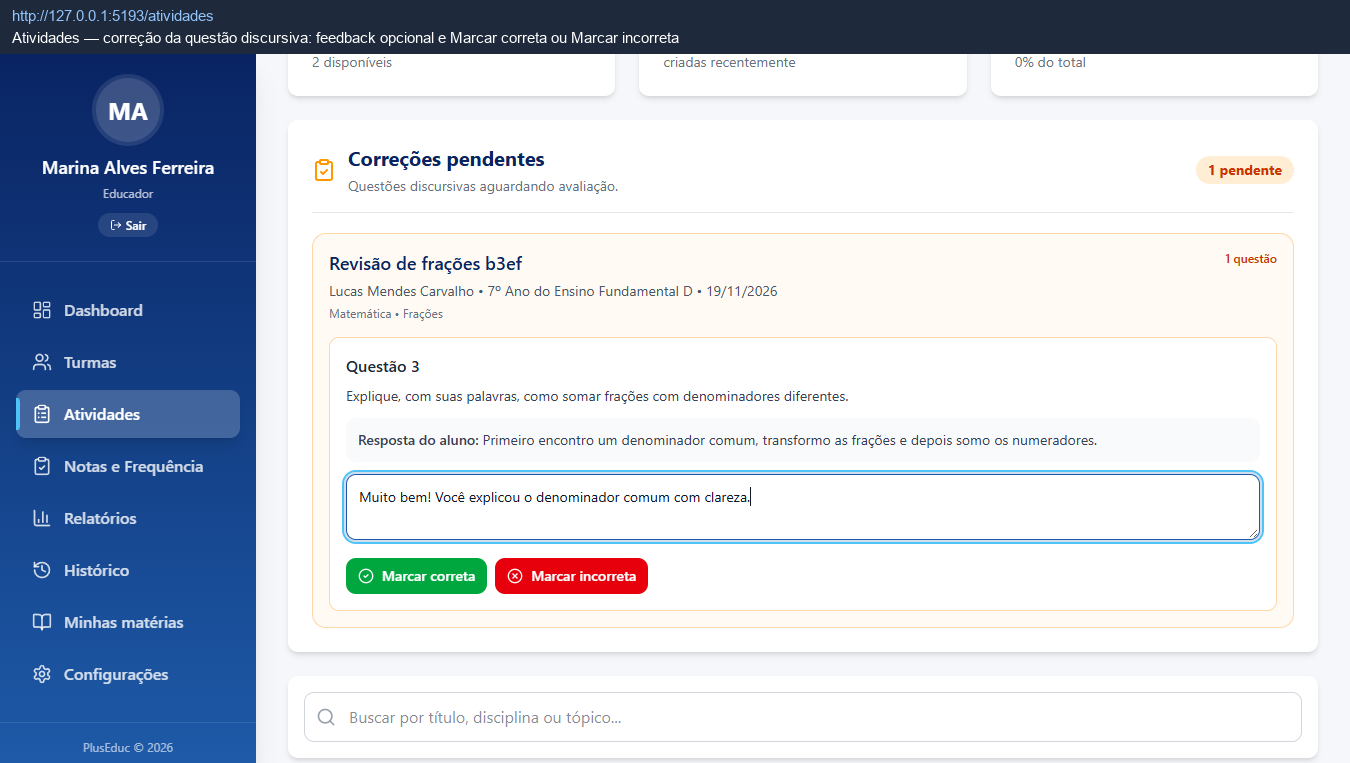 http://127.0.0.1:5193/atividades
Atividades — correção da questão discursiva: feedback opcional e Marcar correta ou Marcar incorreta
MA
Marina Alves Ferreira
Educador
Sair
Dashboard
Turmas
Atividades
Notas e Frequência
Relatórios
Histórico
Minhas matérias
Configurações
PlusEduc © 2026
2 disponíveis
criadas recentemente
0% do total
Correções pendentes
Questões discursivas aguardando avaliação.
1 pendente
Revisão de frações b3ef
1 questão
Lucas Mendes Carvalho • 7º Ano do Ensino Fundamental D • 19/11/2026
Matemática • Frações
Questão 3
Explique, com suas palavras, como somar frações com denominadores diferentes.
Resposta do aluno: Primeiro encontro um denominador comum, transformo as frações e depois somo os numeradores.
Muito bem! Você explicou o denominador comum com clareza.
Marcar correta
Marcar incorreta
Buscar por título, disciplina ou tópico...